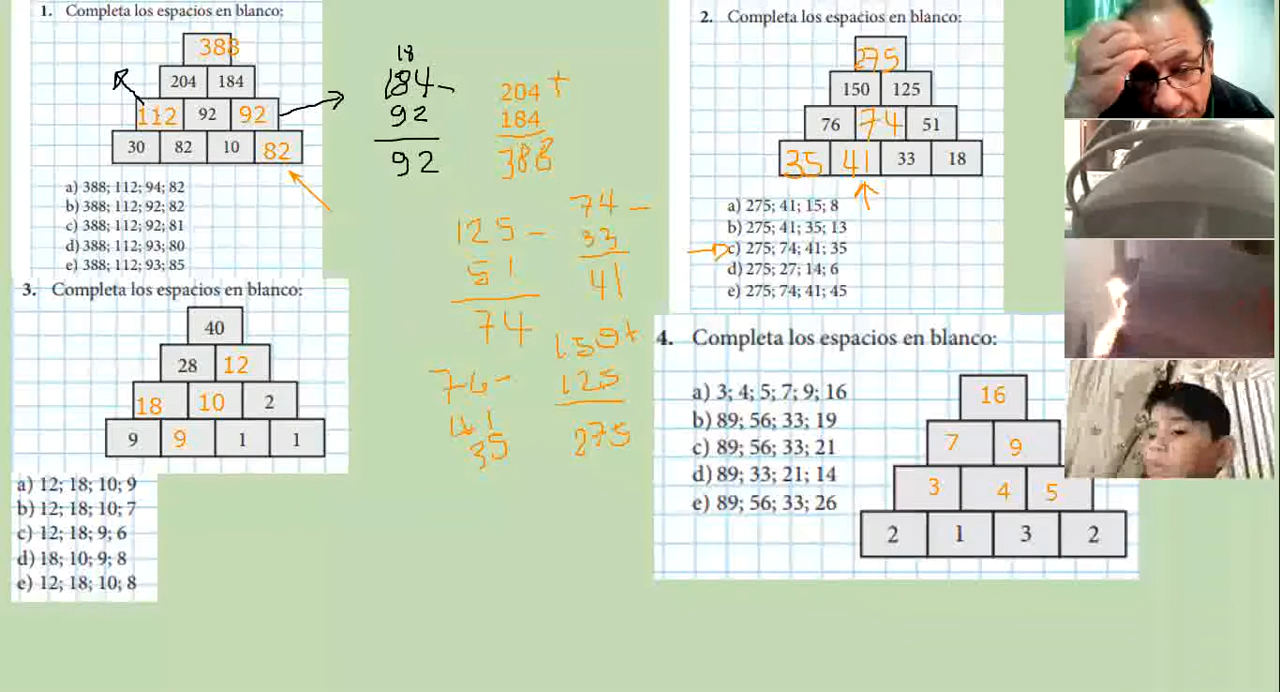 1. Completa los espacios en blanco:
388
204 184
112 92 92
30 82 10 82
a) 388; 112; 94; 82
b) 388; 112; 92; 82
c) 388; 112; 92; 81
d) 388; 112; 93; 80
e) 388; 112; 93; 85
18
184 -
92
92
204 +
184
388
125 -
51
74
74 -
33
41
76 -
41
35
150 +
125
275
2. Completa los espacios en blanco:
275
150 125
76 74 51
35 41 33 18
a) 275; 41; 15; 8
b) 275; 41; 35; 13
c) 275; 74; 41; 35
d) 275; 27; 14; 6
e) 275; 74; 41; 45
3. Completa los espacios en blanco:
40
28 12
18 10 2
9 9 1 1
a) 12; 18; 10; 9
b) 12; 18; 10; 7
c) 12; 18; 9; 6
d) 18; 10; 9; 8
e) 12; 18; 10; 8
4. Completa los espacios en blanco:
a) 3; 4; 5; 7; 9; 16
b) 89; 56; 33; 19
c) 89; 56; 33; 21
d) 89; 33; 21; 14
e) 89; 56; 33; 26
16
7 9
3 4 5
2 1 3 2